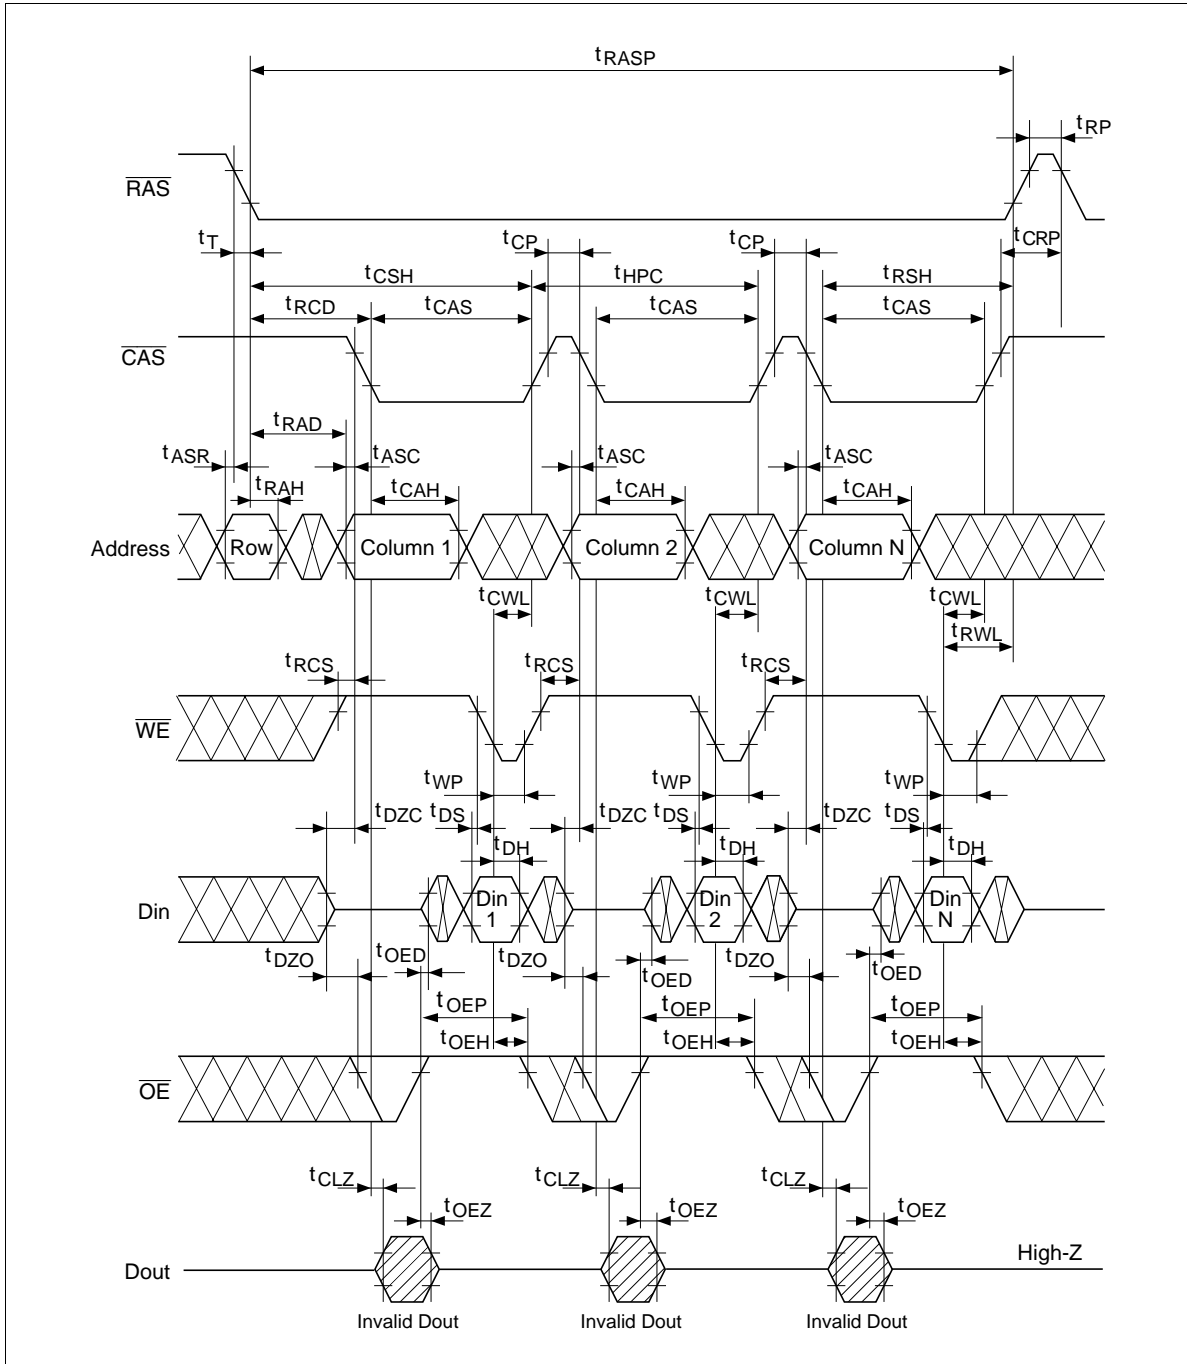 tRASP
tRP
RAS
tT
tCP
tCP
tCRP
tCSH
tHPC
tRSH
tRCD
tCAS
tCAS
tCAS
CAS
tRAD
tASR
tASC
tASC
tASC
tRAH
tCAH
tCAH
tCAH
Address
Row
Column 1
Column 2
Column N
tCWL
tCWL
tCWL
tRWL
tRCS
tRCS
tRCS
WE
tWP
tWP
tWP
tDZC
tDS
tDZC
tDS
tDZC
tDS
tDH
tDH
tDH
Din
Din 1
Din 2
Din N
tDZO
tOED
tDZO
tOED
tDZO
tOED
tOEP
tOEP
tOEP
tOEH
tOEH
tOEH
OE
tCLZ
tCLZ
tCLZ
tOEZ
tOEZ
tOEZ
High-Z
Dout
Invalid Dout
Invalid Dout
Invalid Dout